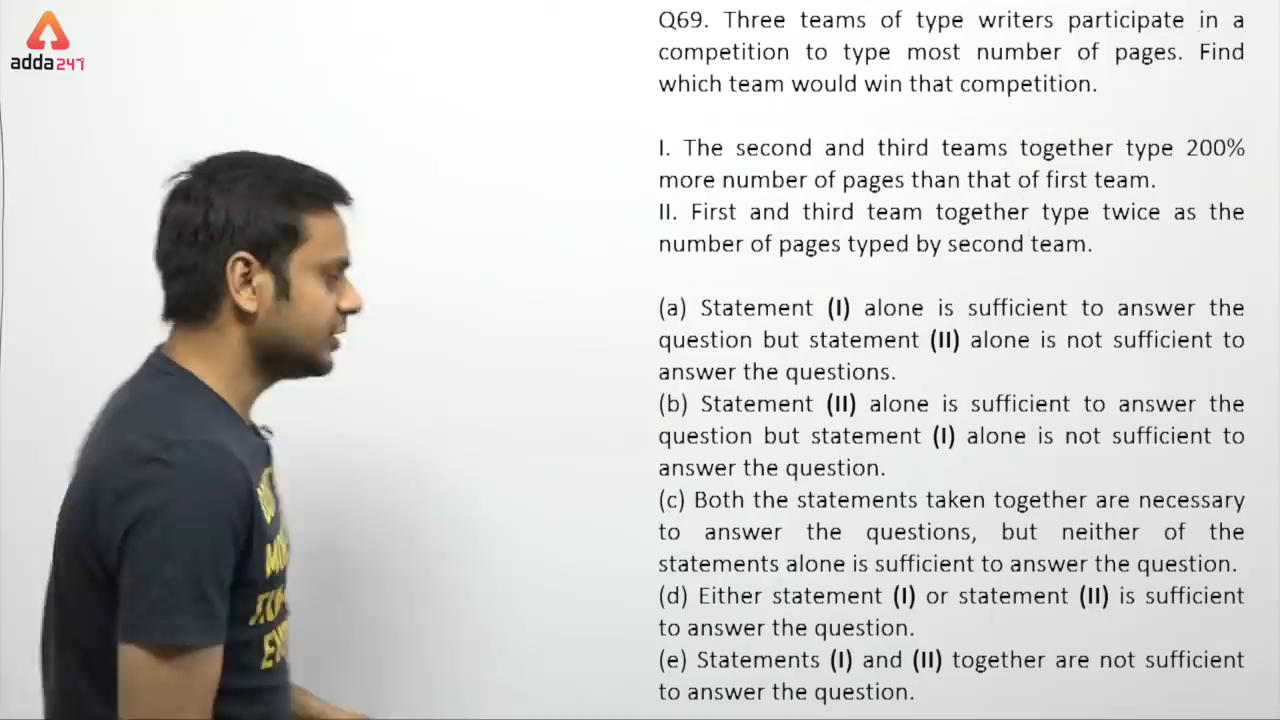 adda247
Q69. Three teams of type writers participate in a
competition to type most number of pages. Find
which team would win that competition.
I. The second and third teams together type 200%
more number of pages than that of first team.
II. First and third team together type twice as the
number of pages typed by second team.
(a) Statement (I) alone is sufficient to answer the
question but statement (II) alone is not sufficient to
answer the questions.
(b) Statement (II) alone is sufficient to answer the
question but statement (I) alone is not sufficient to
answer the question.
(c) Both the statements taken together are necessary
to answer the questions, but neither of the
statements alone is sufficient to answer the question.
(d) Either statement (I) or statement (II) is sufficient
to answer the question.
(e) Statements (I) and (II) together are not sufficient
to answer the question.